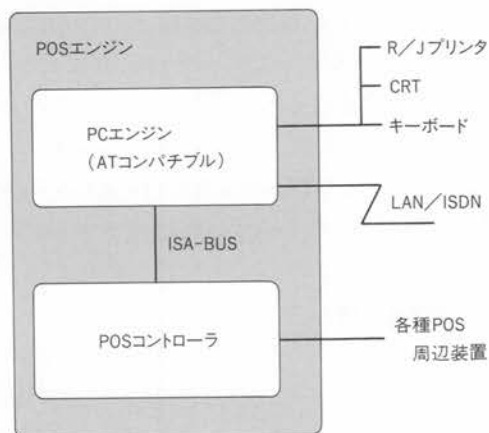 POSエンジン
PCエンジン
(ATコンパチブル)
ISA-BUS
POSコントローラ
R/Jプリンタ
CRT
キーボード
LAN/ISDN
各種POS
周辺装置